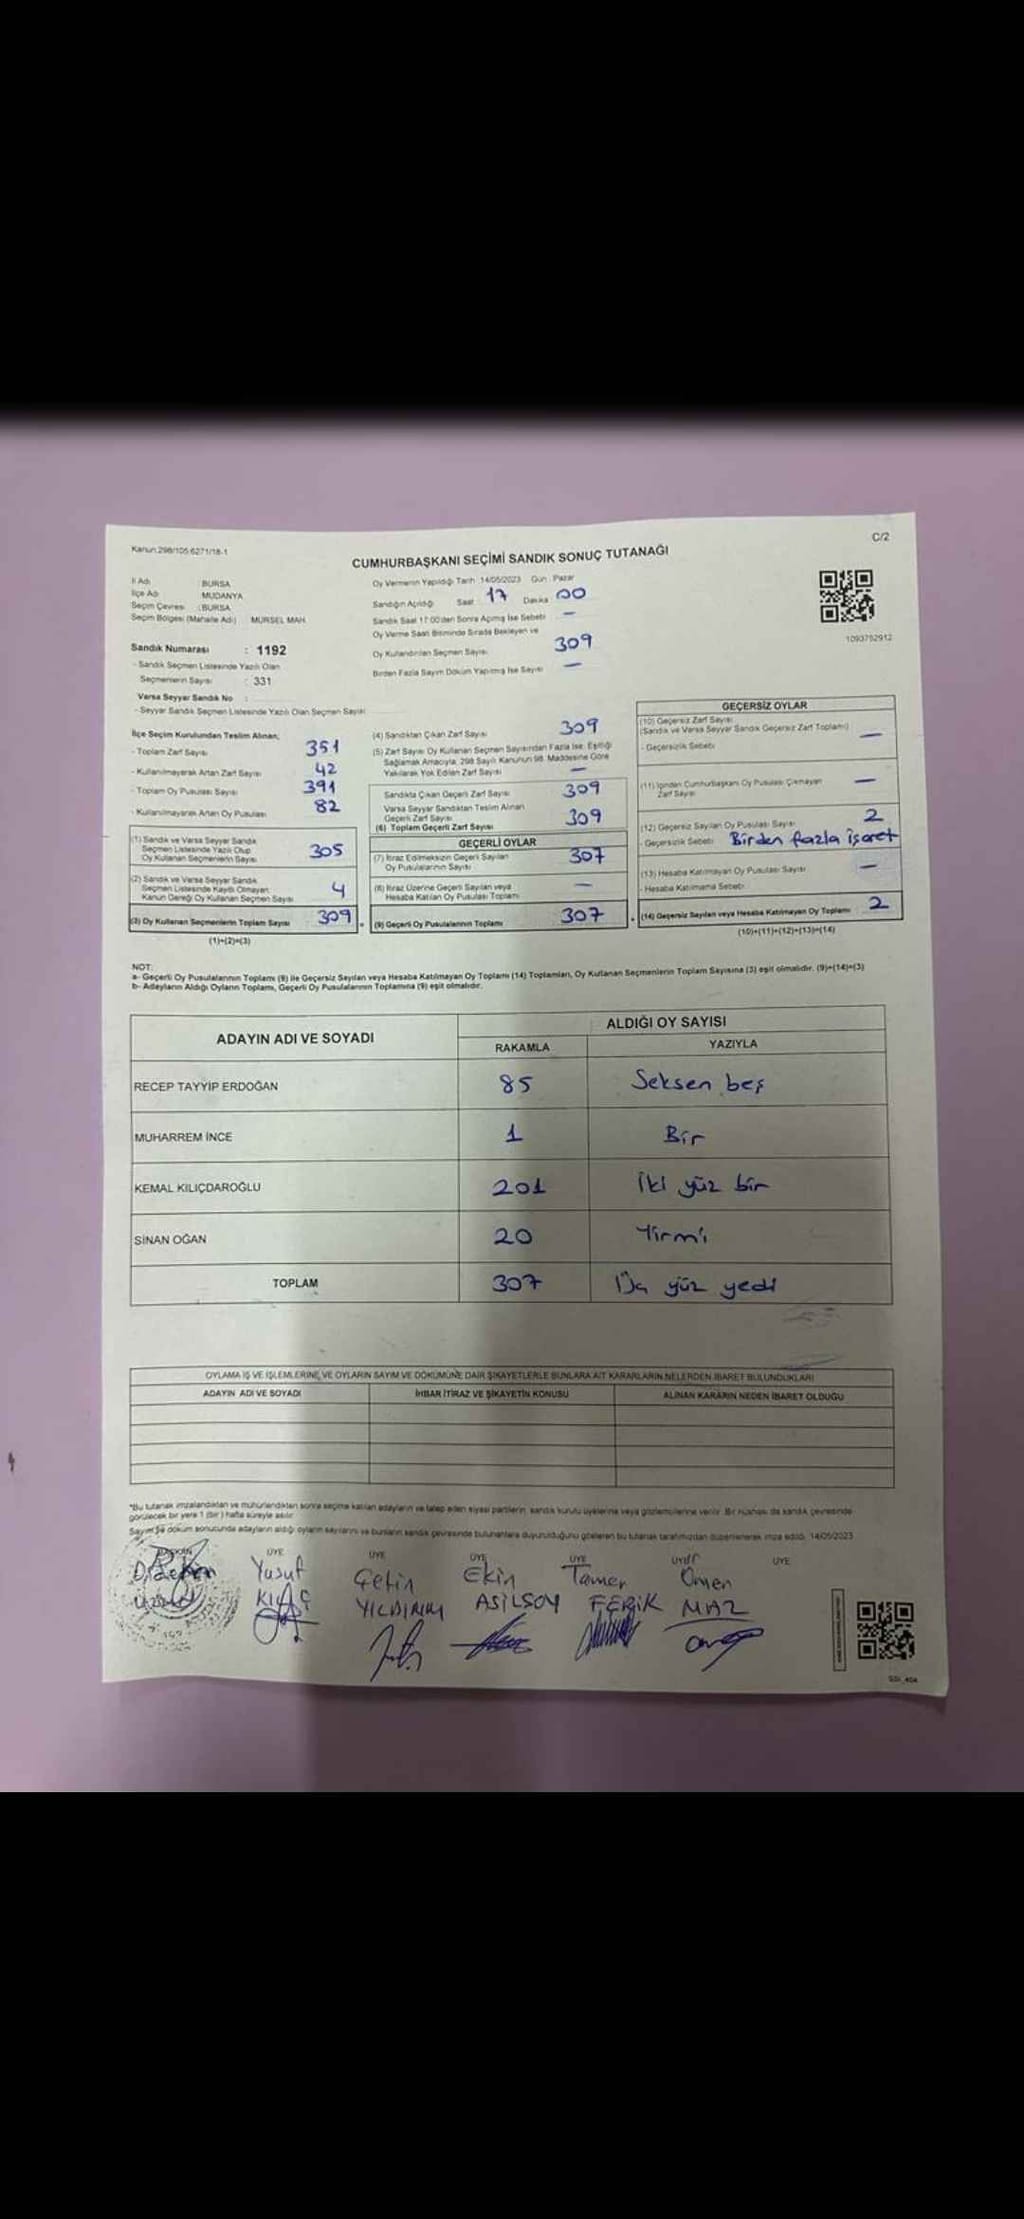 Kanun:298/105 6271/18-1
C/2
CUMHURBAŞKANI SEÇİMİ SANDIK SONUÇ TUTANAĞI
İl Adı : BURSA
İlçe Adı : MUDANYA
Seçim Çevresi : BURSA
Seçim Bölgesi (Mahalle Adı) : MÜRSEL MAH.
Sandık Numarası : 1192
- Sandık Seçmen Listesinde Yazılı Olan
Seçmenlerin Sayısı : 331
Varsa Seyyar Sandık No :
- Seyyar Sandık Seçmen Listesinde Yazılı Olan Seçmen Sayısı
Oy Vermenin Yapıldığı Tarih 14/05/2023 Gün Pazar
Sandığın Açıldığı Saat 17 Dakika 00
Sandık Saat 17:00'den Sonra Açılmış İse Sebebi —
Oy Verme Saati Bitiminde Sırada Bekleyen ve
Oy Kullandırılan Seçmen Sayısı 309
Birden Fazla Sayım Döküm Yapılmış İse Sayısı —
1093752912
İlçe Seçim Kurulundan Teslim Alınan;
- Toplam Zarf Sayısı 351
- Kullanılmayarak Artan Zarf Sayısı 42
- Toplam Oy Pusulası Sayısı 391
- Kullanılmayarak Artan Oy Pusulası 82
(1) Sandık ve Varsa Seyyar Sandık
Seçmen Listesinde Yazılı Olup
Oy Kullanan Seçmenlerin Sayısı 305
(2) Sandık ve Varsa Seyyar Sandık
Seçmen Listesinde Kayıtlı Olmayan
Kanun Gereği Oy Kullanan Seçmen Sayısı 4
(3) Oy Kullanan Seçmenlerin Toplam Sayısı 309
(1)+(2)=(3)
(4) Sandıktan Çıkan Zarf Sayısı 309
(5) Zarf Sayısı Oy Kullanan Seçmen Sayısından Fazla İse, Eşitliği
Sağlamak Amacıyla, 298 Sayılı Kanunun 98. Maddesine Göre
Yakılarak Yok Edilen Zarf Sayısı —
Sandıkta Çıkan Geçerli Zarf Sayısı 309
Varsa Seyyar Sandıktan Teslim Alınan
Geçerli Zarf Sayısı
(6) Toplam Geçerli Zarf Sayısı 309
GEÇERLİ OYLAR
(7) İtiraz Edilmeksizin Geçerli Sayılan
Oy Pusulalarının Sayısı 307
(8) İtiraz Üzerine Geçerli Sayılan veya
Hesaba Katılan Oy Pusulası Toplamı —
(9) Geçerli Oy Pusulalarının Toplamı 307
GEÇERSİZ OYLAR
(10) Geçersiz Zarf Sayısı
(Sandık ve Varsa Seyyar Sandık Geçersiz Zarf Toplamı) —
- Geçersizlik Sebebi
(11) İçinden Cumhurbaşkanı Oy Pusulası Çıkmayan
Zarf Sayısı —
(12) Geçersiz Sayılan Oy Pusulası Sayısı 2
- Geçersizlik Sebebi Birden fazla işaret
(13) Hesaba Katılmayan Oy Pusulası Sayısı —
- Hesaba Katılmama Sebebi
(14) Geçersiz Sayılan veya Hesaba Katılmayan Oy Toplamı 2
(10)+(11)+(12)+(13)=(14)
NOT:
a- Geçerli Oy Pusulalarının Toplamı (9) ile Geçersiz Sayılan veya Hesaba Katılmayan Oy Toplamı (14) Toplamları, Oy Kullanan Seçmenlerin Toplam Sayısına (3) eşit olmalıdır. (9)+(14)=(3)
b- Adayların Aldığı Oyların Toplamı, Geçerli Oy Pusulalarının Toplamına (9) eşit olmalıdır.
ADAYIN ADI VE SOYADI
ALDIĞI OY SAYISI
RAKAMLA YAZIYLA
RECEP TAYYİP ERDOĞAN 85 Seksen beş
MUHARREM İNCE 1 Bir
KEMAL KILIÇDAROĞLU 201 İki yüz bir
SİNAN OĞAN 20 Yirmi
TOPLAM 307 Üç yüz yedi
OYLAMA İŞ VE İŞLEMLERİNE VE OYLARIN SAYIM VE DÖKÜMÜNE DAİR ŞİKAYETLERLE BUNLARA AİT KARARLARIN NELERDEN İBARET BULUNDUKLARI
ADAYIN ADI VE SOYADI İHBAR İTİRAZ VE ŞİKAYETİN KONUSU ALINAN KARARIN NEDEN İBARET OLDUĞU
*Bu tutanak imzalandıktan ve mühürlendikten sonra seçime katılan adayların ve talep eden siyasi partilerin, sandık kurulu üyelerine veya gözlemcilerine verilir. Bir nüshası da sandık çevresinde
görülecek bir yere 1 (bir) hafta süreyle asılır.
Sayım ve döküm sonucunda adayların aldığı oyların sayılarını ve bunların sandık çevresinde bulunanlara duyurulduğunu gösteren bu tutanak tarafımızdan düzenlenerek imza edildi. 14/05/2023
BAŞKAN ÜYE ÜYE ÜYE ÜYE ÜYE ÜYE
Yusuf Çetin Ekin Tamer
KILIÇ YILDIRIM ASİLSOY FERİK MAZ